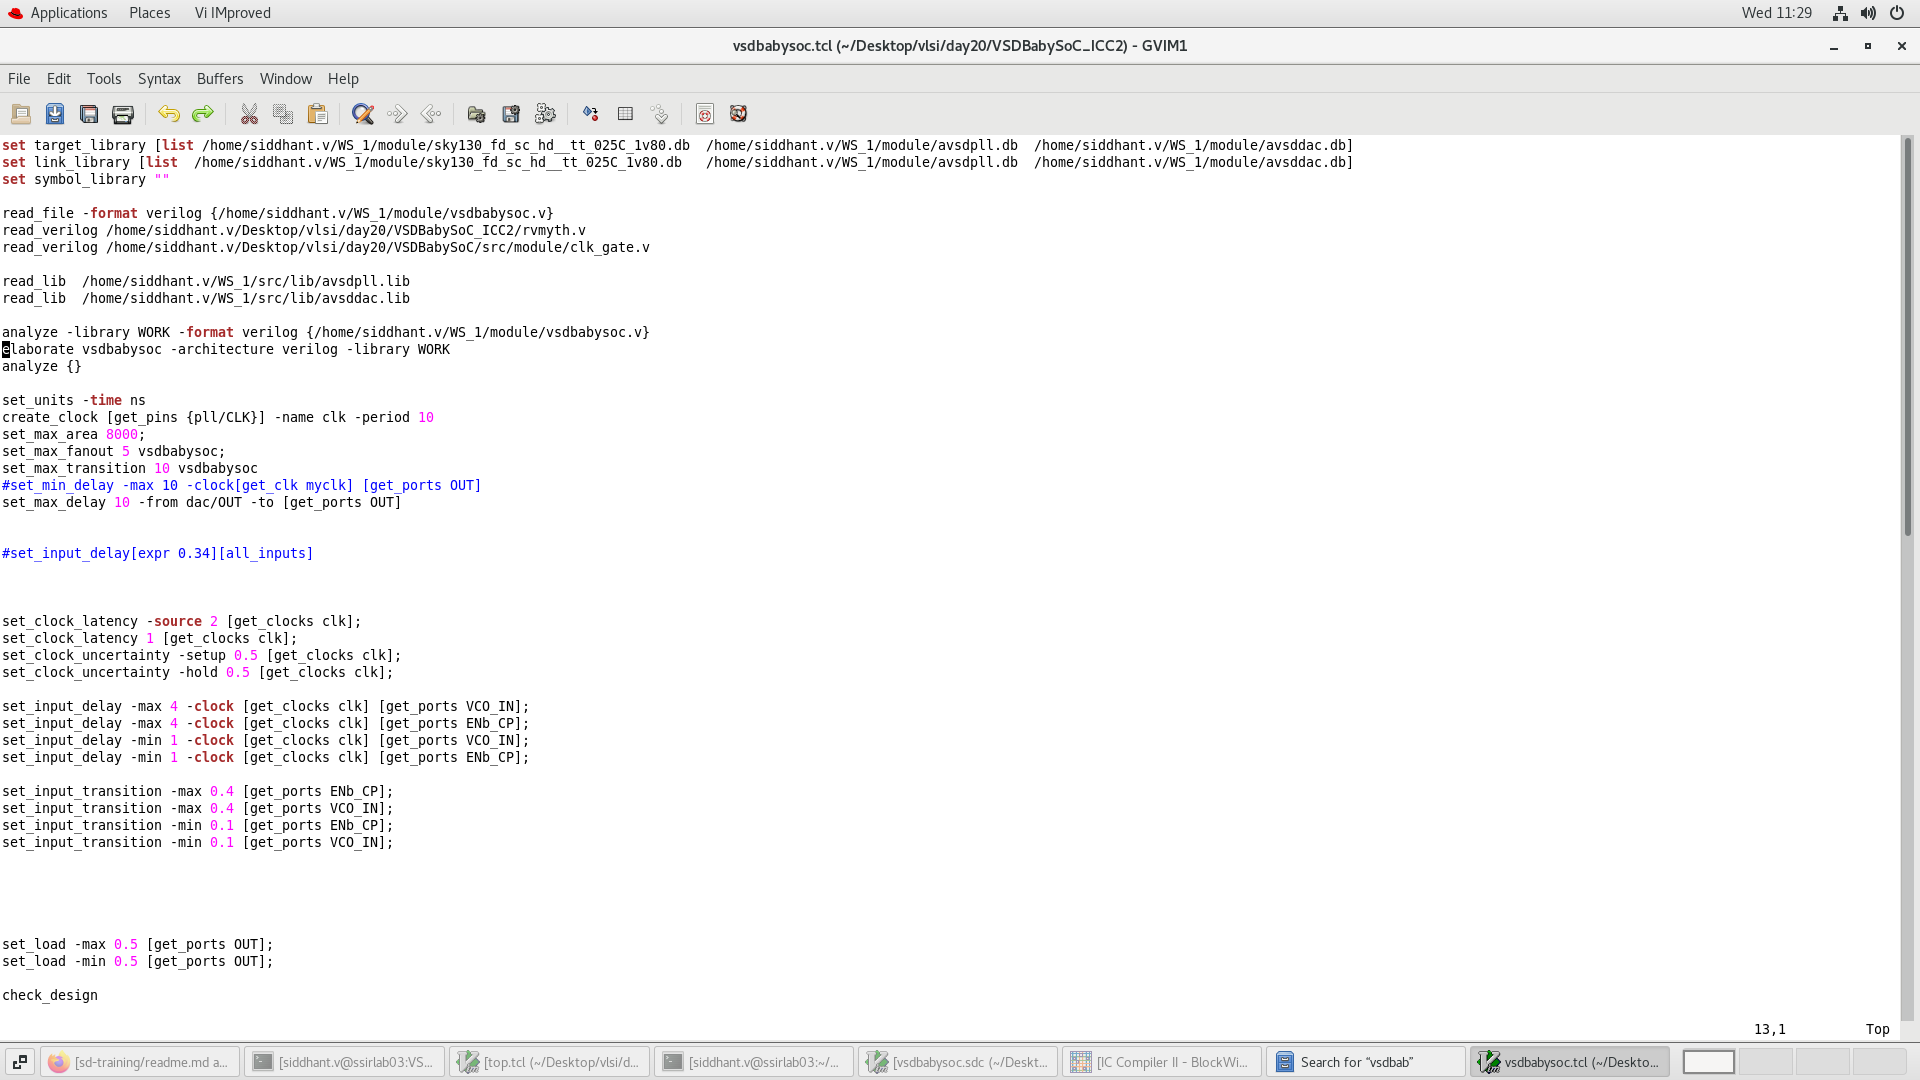 Applications Places Vi IMproved Wed 11:29
vsdbabysoc.tcl (~/Desktop/vlsi/day20/VSDBabySoC_ICC2) - GVIM1
File Edit Tools Syntax Buffers Window Help
set target_library [list /home/siddhant.v/WS_1/module/sky130_fd_sc_hd__tt_025C_1v80.db  /home/siddhant.v/WS_1/module/avsdpll.db  /home/siddhant.v/WS_1/module/avsddac.db]
set link_library [list  /home/siddhant.v/WS_1/module/sky130_fd_sc_hd__tt_025C_1v80.db   /home/siddhant.v/WS_1/module/avsdpll.db  /home/siddhant.v/WS_1/module/avsddac.db]
set symbol_library ""
read_file -format verilog {/home/siddhant.v/WS_1/module/vsdbabysoc.v}
read_verilog /home/siddhant.v/Desktop/vlsi/day20/VSDBabySoC_ICC2/rvmyth.v
read_verilog /home/siddhant.v/Desktop/vlsi/day20/VSDBabySoC/src/module/clk_gate.v
read_lib  /home/siddhant.v/WS_1/src/lib/avsdpll.lib
read_lib  /home/siddhant.v/WS_1/src/lib/avsddac.lib
analyze -library WORK -format verilog {/home/siddhant.v/WS_1/module/vsdbabysoc.v}
elaborate vsdbabysoc -architecture verilog -library WORK
analyze {}
set_units -time ns
create_clock [get_pins {pll/CLK}] -name clk -period 10
set_max_area 8000;
set_max_fanout 5 vsdbabysoc;
set_max_transition 10 vsdbabysoc
#set_min_delay -max 10 -clock[get_clk myclk] [get_ports OUT]
set_max_delay 10 -from dac/OUT -to [get_ports OUT]
#set_input_delay[expr 0.34][all_inputs]
set_clock_latency -source 2 [get_clocks clk];
set_clock_latency 1 [get_clocks clk];
set_clock_uncertainty -setup 0.5 [get_clocks clk];
set_clock_uncertainty -hold 0.5 [get_clocks clk];
set_input_delay -max 4 -clock [get_clocks clk] [get_ports VCO_IN];
set_input_delay -max 4 -clock [get_clocks clk] [get_ports ENb_CP];
set_input_delay -min 1 -clock [get_clocks clk] [get_ports VCO_IN];
set_input_delay -min 1 -clock [get_clocks clk] [get_ports ENb_CP];
set_input_transition -max 0.4 [get_ports ENb_CP];
set_input_transition -max 0.4 [get_ports VCO_IN];
set_input_transition -min 0.1 [get_ports ENb_CP];
set_input_transition -min 0.1 [get_ports VCO_IN];
set_load -max 0.5 [get_ports OUT];
set_load -min 0.5 [get_ports OUT];
check_design
13,1 Top
[sd-training/readme.md a... [siddhant.v@ssirlab03:VS... [top.tcl (~/Desktop/vlsi/d... [siddhant.v@ssirlab03:~/... [vsdbabysoc.sdc (~/Deskt... [IC Compiler II - BlockWi... Search for “vsdbab” vsdbabysoc.tcl (~/Deskto...